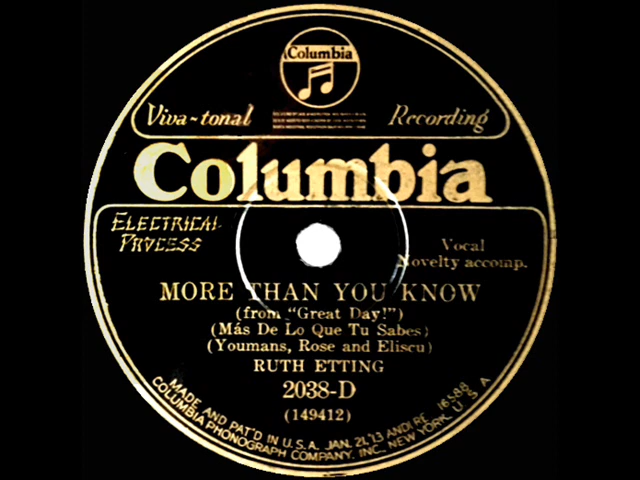 Columbia
Viva-tonal Recording
Columbia
ELECTRICAL
PROCESS
Vocal
Novelty accomp.
MORE THAN YOU KNOW
(from "Great Day!")
(Más De Lo Que Tu Sabes)
(Youmans, Rose and Eliscu)
RUTH ETTING
2038-D
(149412)
MADE AND PAT'D IN U.S.A. JAN. 21,'13 AND RE. 16588
COLUMBIA PHONOGRAPH COMPANY, INC., NEW YORK, U.S.A